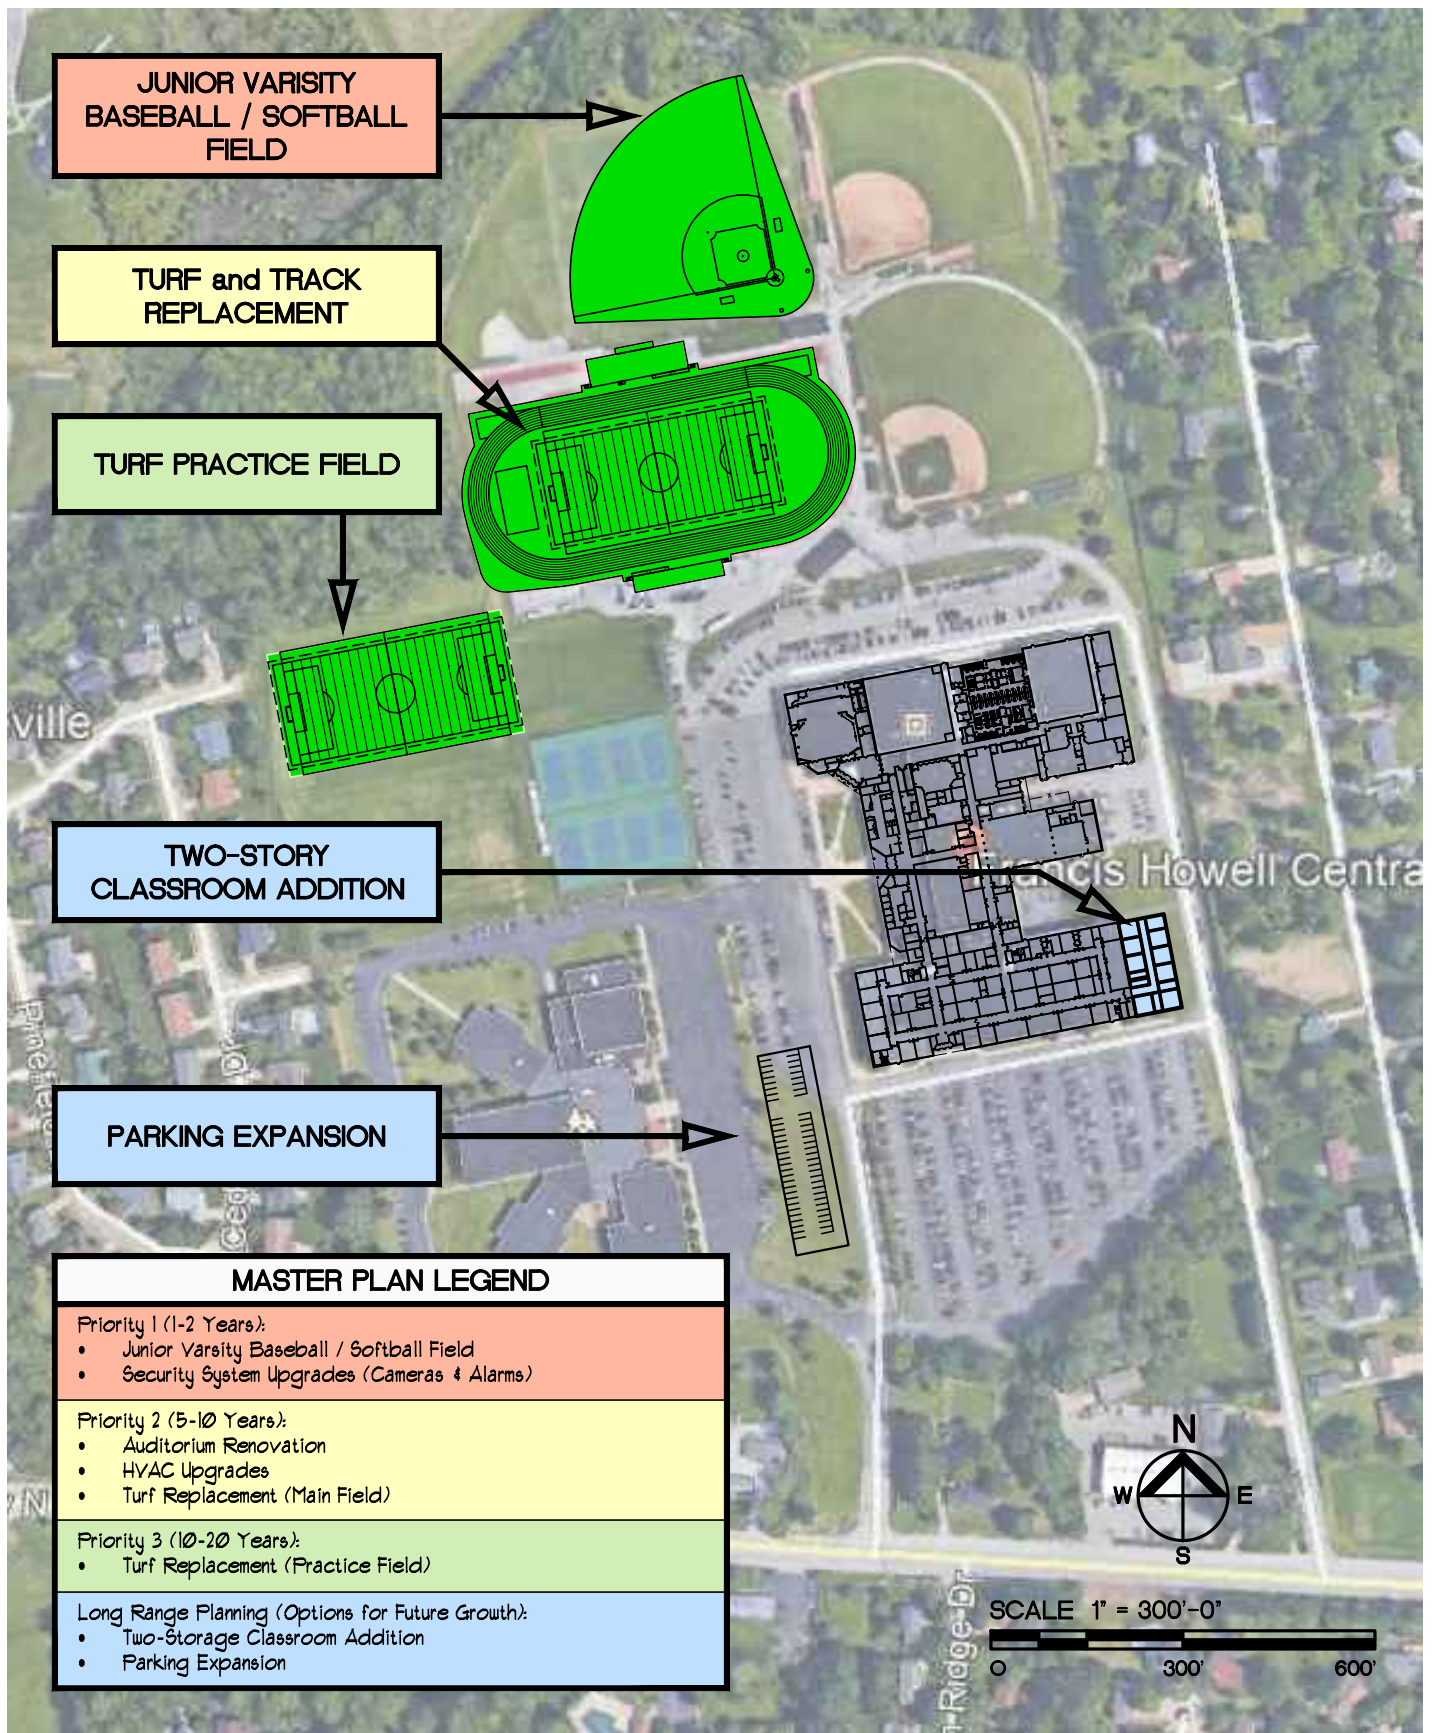 JUNIOR VARISITY
BASEBALL / SOFTBALL
FIELD
TURF and TRACK
REPLACEMENT
TURF PRACTICE FIELD
ville
TWO-STORY
CLASSROOM ADDITION
Francis Howell Centra
PARKING EXPANSION
MASTER PLAN LEGEND
Priority 1 (1-2 Years):
• Junior Varsity Baseball / Softball Field
• Security System Upgrades (Cameras & Alarms)
Priority 2 (5-10 Years):
• Auditorium Renovation
• HVAC Upgrades
• Turf Replacement (Main Field)
Priority 3 (10-20 Years):
• Turf Replacement (Practice Field)
Long Range Planning (Options for Future Growth):
• Two-Storage Classroom Addition
• Parking Expansion
N
W E
S
SCALE 1" = 300'-0"
0 300' 600'
n-Ridge-Dr